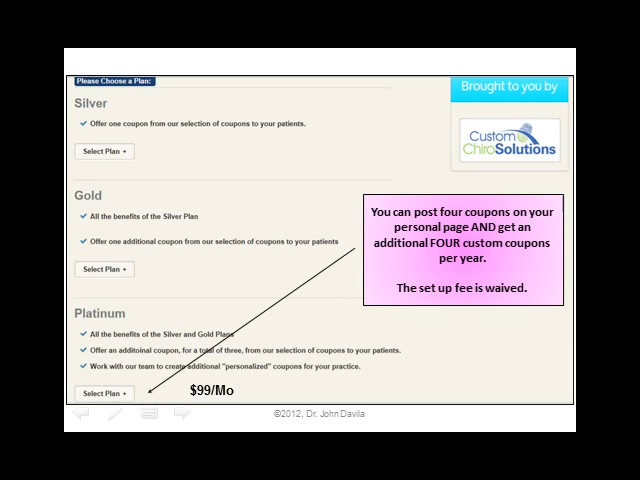 Please Choose a Plan:
Brought to you by
Custom
ChiroSolutions
Silver
Offer one coupon from our selection of coupons to your patients.
Select Plan +
Gold
All the benefits of the Silver Plan
Offer one additional coupon from our selection of coupons to your patients
Select Plan +
You can post four coupons on your
personal page AND get an
additional FOUR custom coupons
per year.
The set up fee is waived.
Platinum
All the benefits of the Silver and Gold Plans
Offer an additoinal coupon, for a total of three, from our selection of coupons to your patients.
Work with our team to create additional "personalized" coupons for your practice.
Select Plan +
$99/Mo
©2012, Dr. John Davila